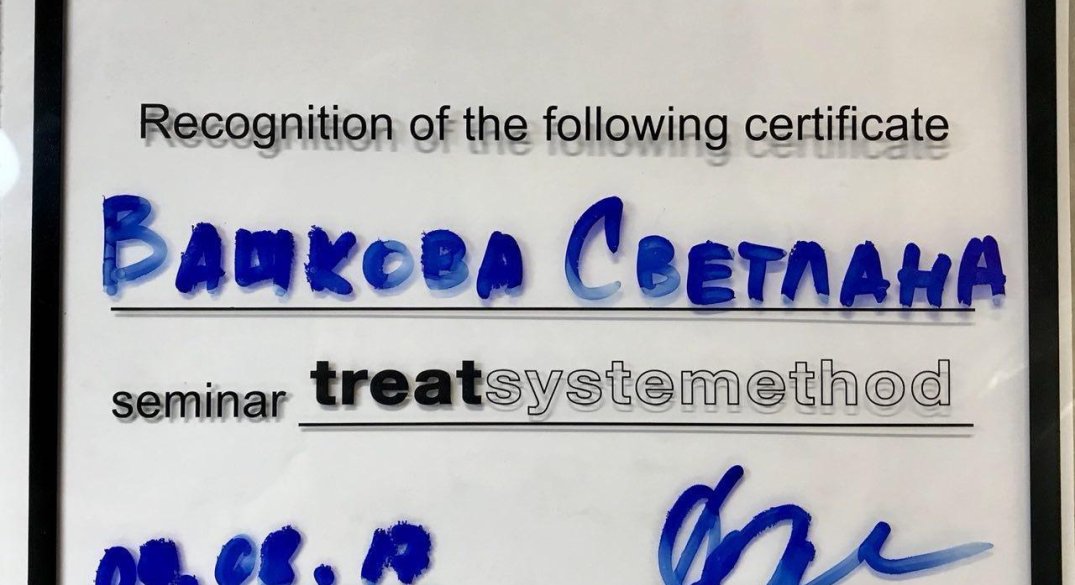 Recognition of the following certificate
Вашкова Светлана
seminar treatsystemethod